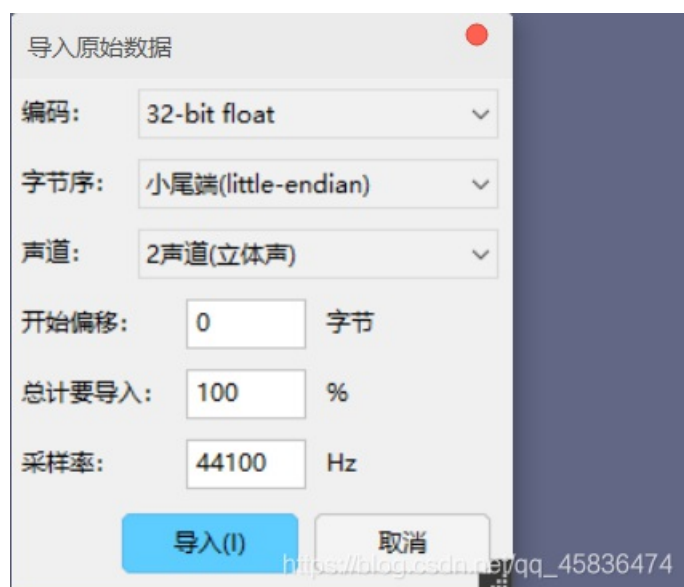 导入原始数据
编码: 32-bit float
字节序: 小尾端(little-endian)
声道: 2声道(立体声)
开始偏移: 0 字节
总计要导入: 100 %
采样率: 44100 Hz
导入(I) 取消
https://blog.csdn.net/qq_45836474